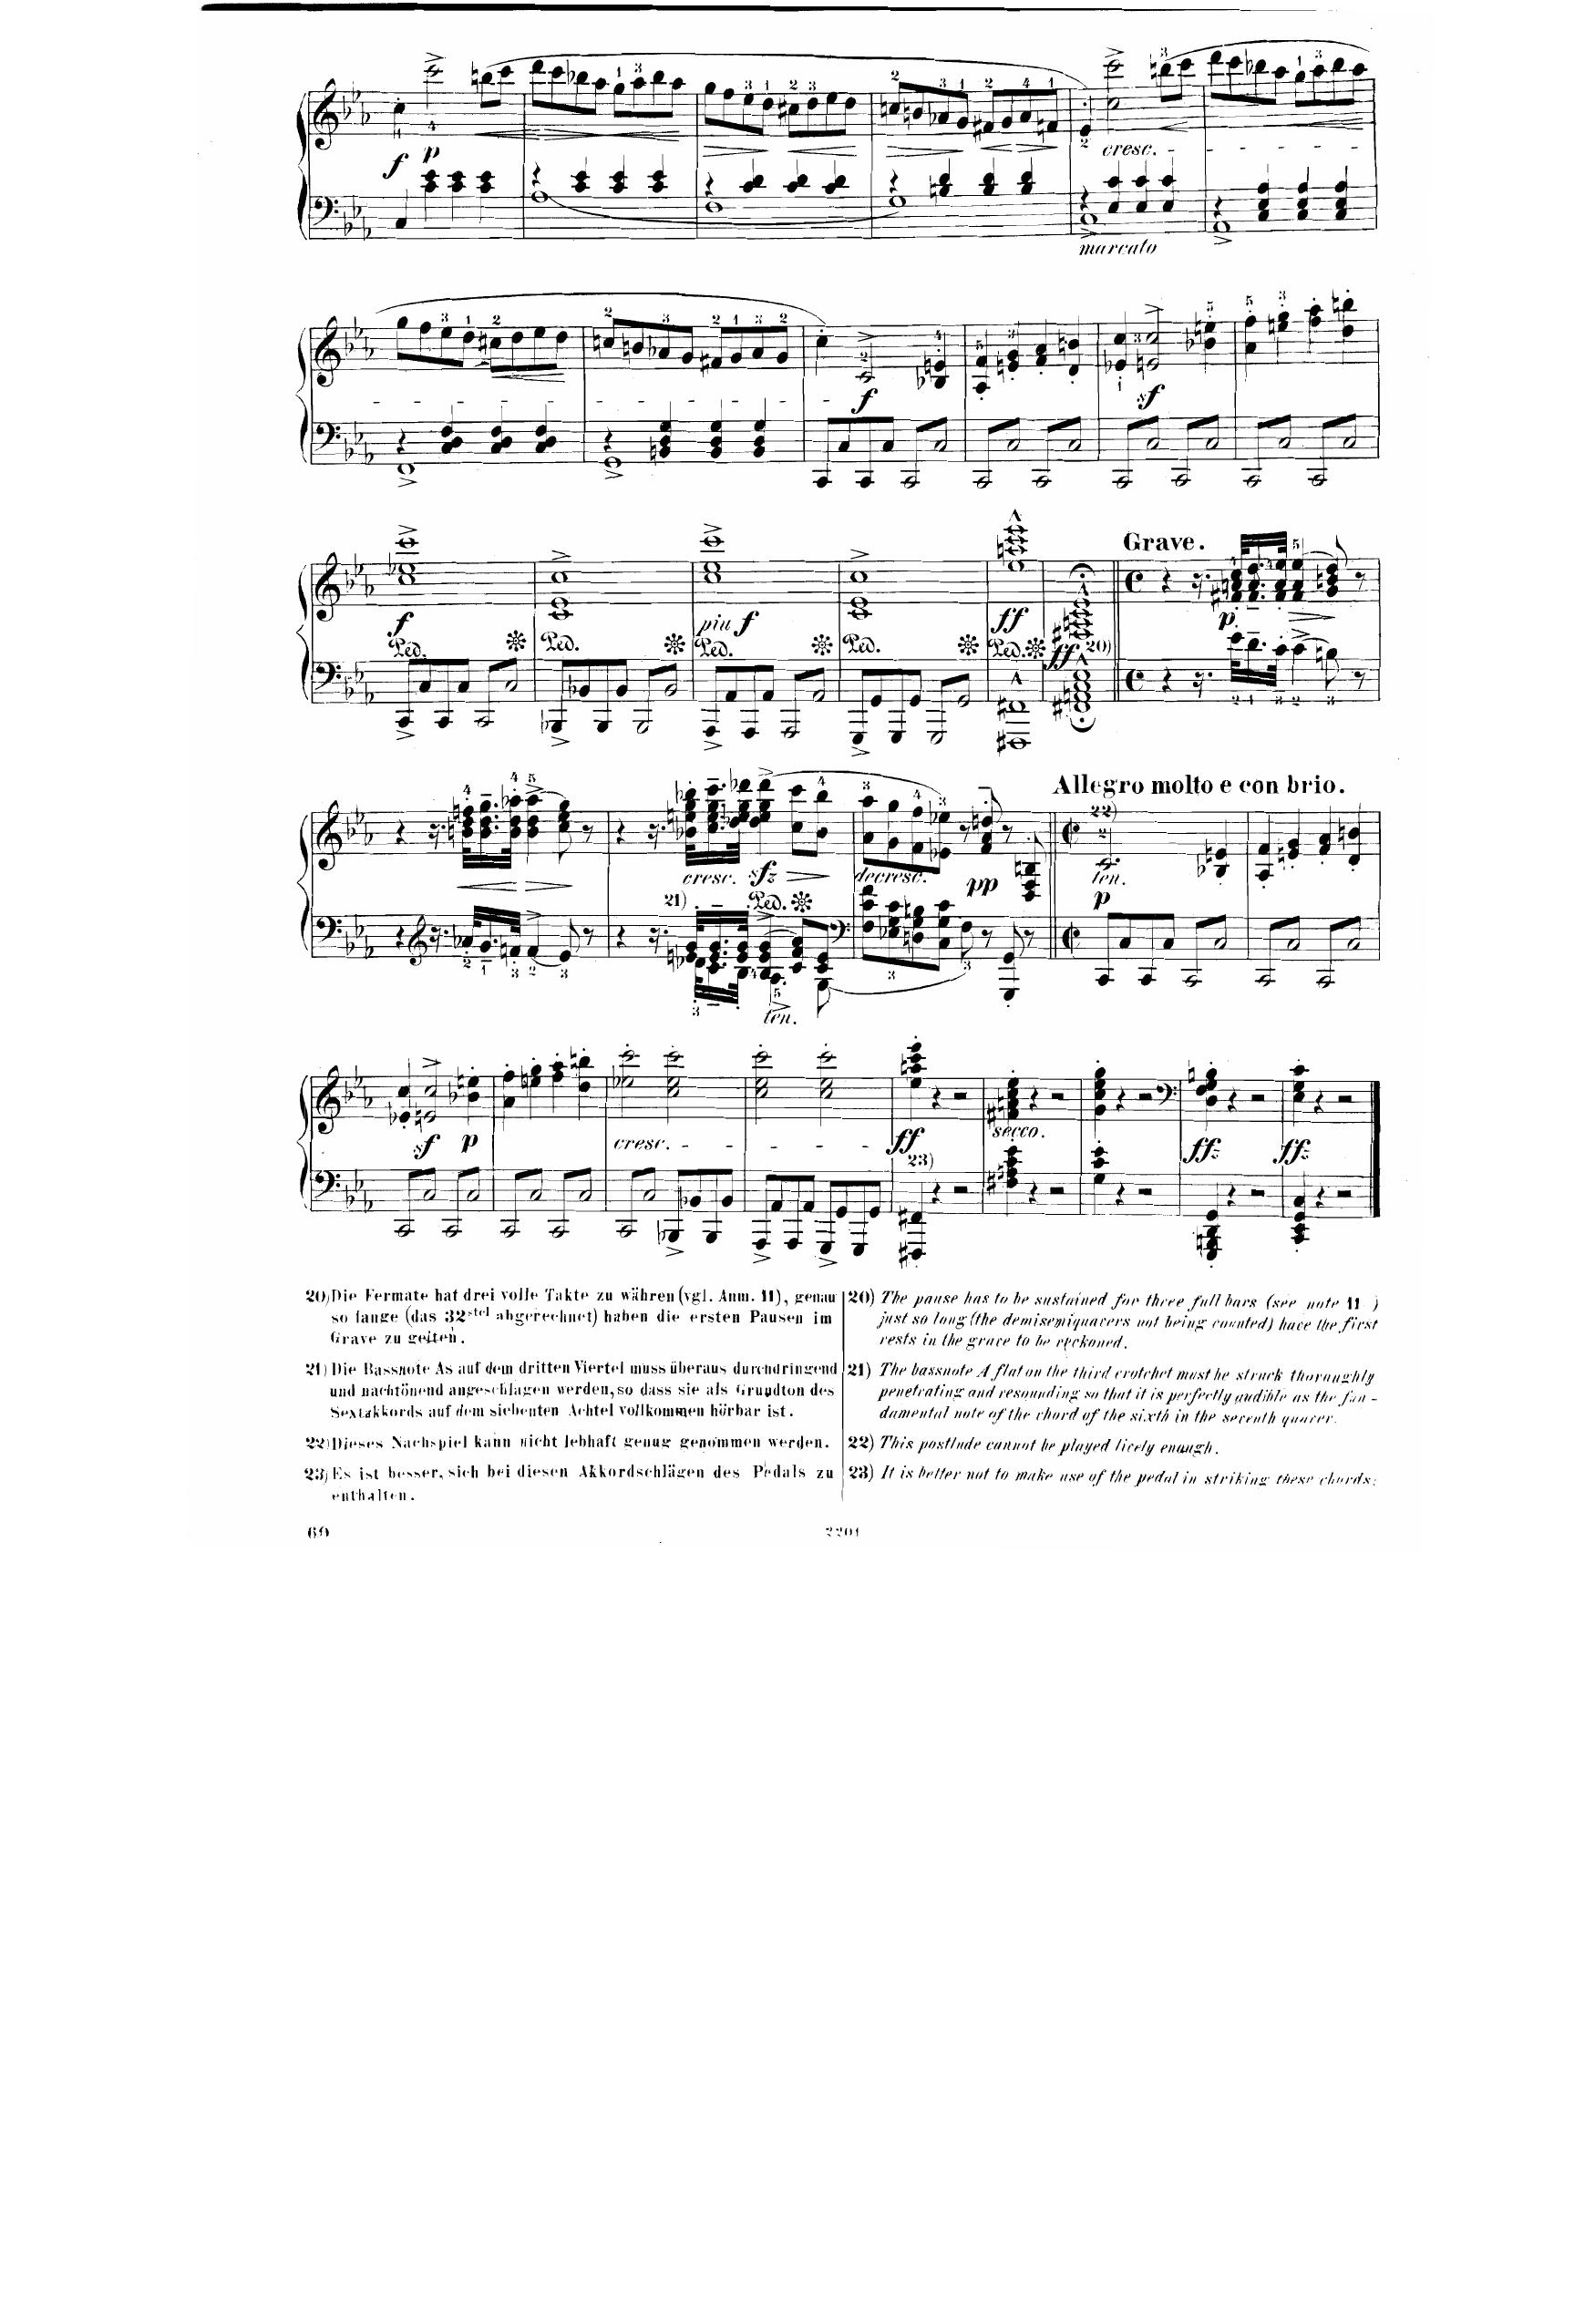 f p
cresc.
marcato
f sf
Grave.
f più f ff p
Ped. Ped. Ped. Ped. Ped. ff 20)
Allegro molto e con brio.
22)
cresc. sfz decresc. pp ten. p
21) Ped.
ten.
sf p cresc. ff secco. ff ff
23)
20) Die Fermate hat drei volle Takte zu währen (vgl. Anm. 11), genau
so lange (das 32stel abgerechnet) haben die ersten Pausen im
Grave zu gelten.
21) Die Bassnote As auf dem dritten Viertel muss überaus durchdringend
und nachtönend angeschlagen werden, so dass sie als Grundton des
Sextakkords auf dem siebenten Achtel vollkommen hörbar ist.
22) Dieses Nachspiel kann nicht lebhaft genug genommen werden.
23) Es ist besser, sich bei diesen Akkordschlägen des Pedals zu
enthalten.
20) The pause has to be sustained for three full bars (see note 11 )
just so long (the demisemiquavers not being counted) have the first
rests in the grave to be reckoned.
21) The bassnote A flat on the third crotchet must be struck thoroughly
penetrating and resounding so that it is perfectly audible as the fun-
damental note of the chord of the sixth in the seventh quaver.
22) This postlude cannot be played lively enough.
23) It is better not to make use of the pedal in striking these chords.
60
2201